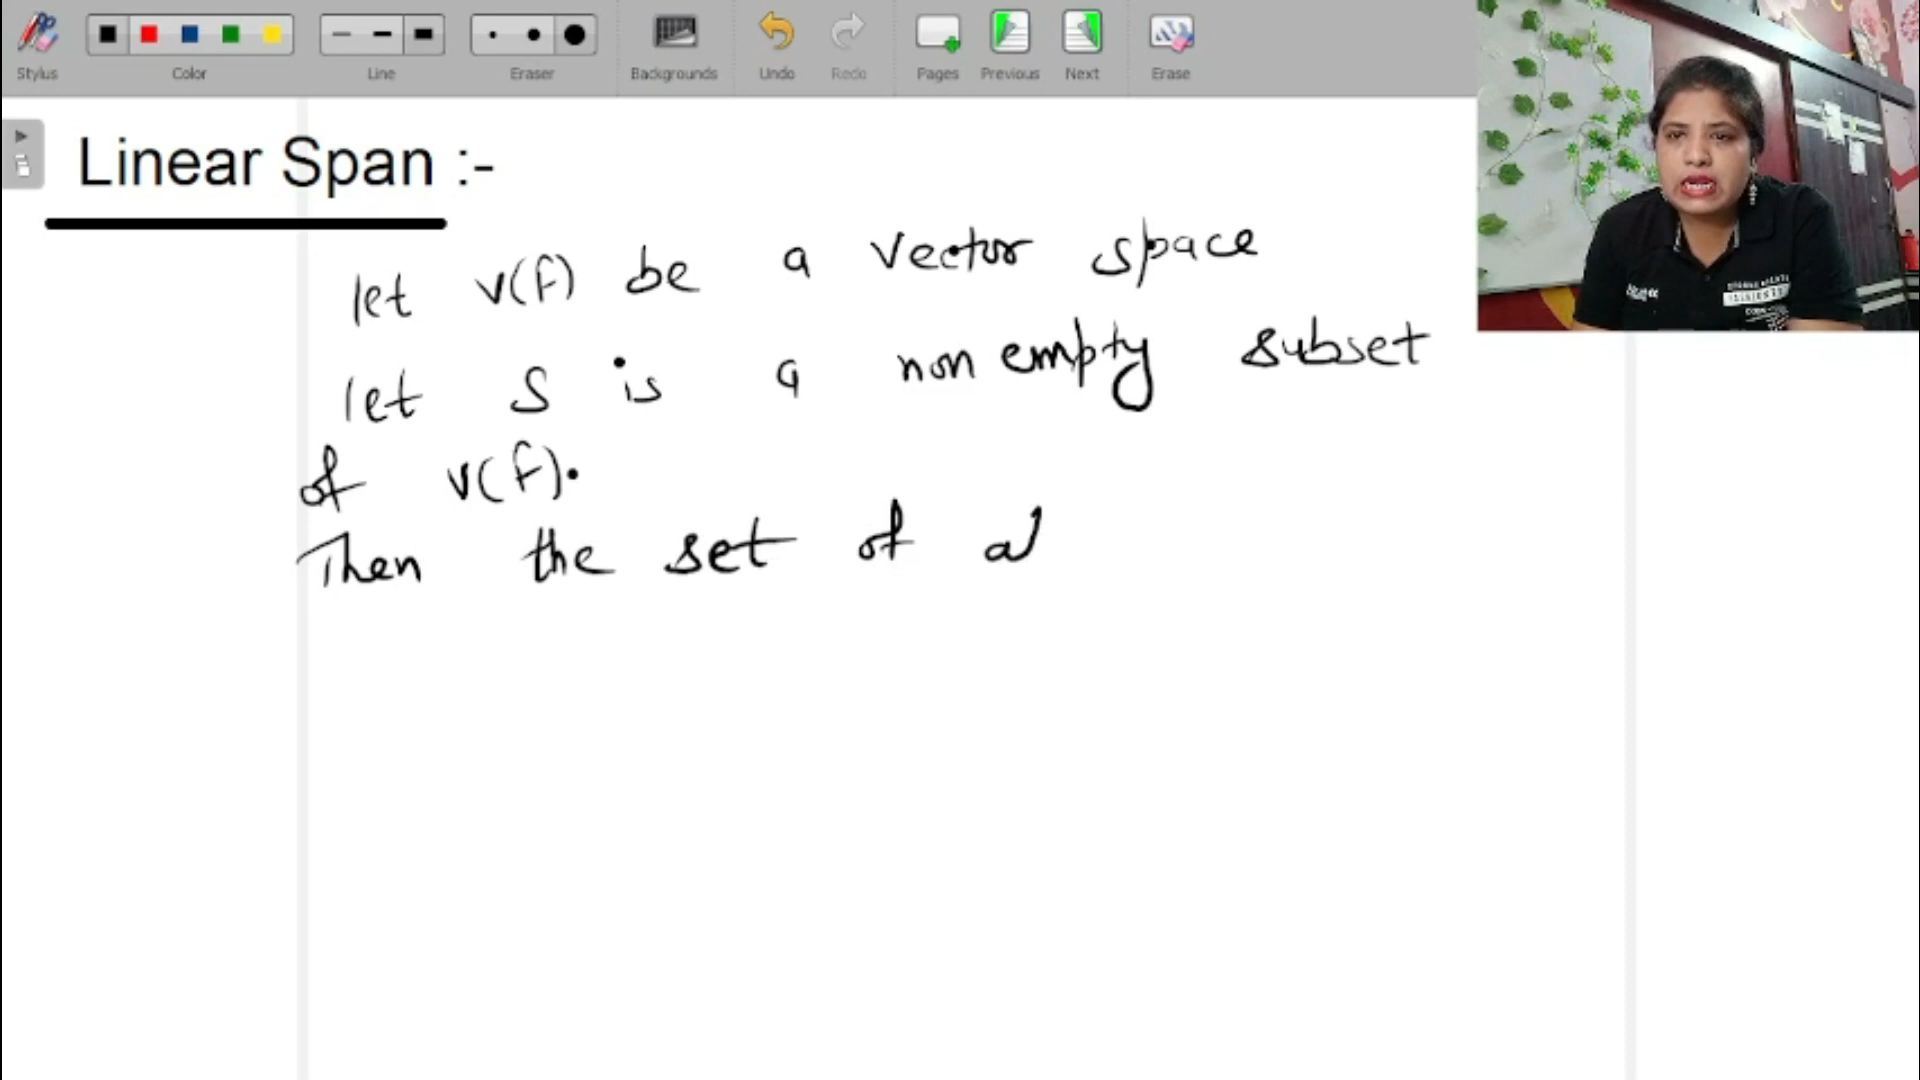 Stylus
Color
Line
Eraser
Backgrounds
Undo
Redo
Pages
Previous
Next
Erase
Linear Span :-
let V(F) be a vector space
let S is a non empty subset
of V(F).
Then the set of al